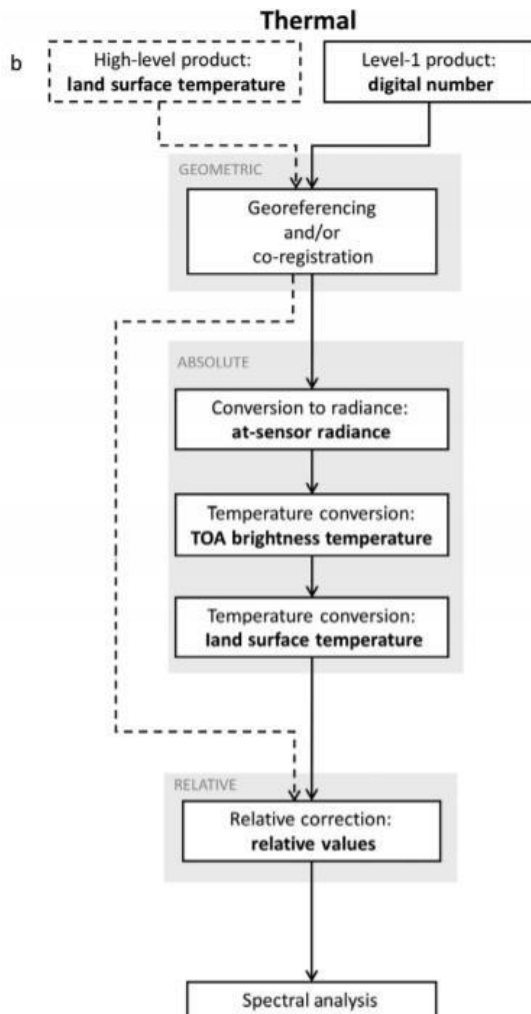 Thermal
b
High-level product:
land surface temperature
Level-1 product:
digital number
GEOMETRIC
Georeferencing
and/or
co-registration
ABSOLUTE
Conversion to radiance:
at-sensor radiance
Temperature conversion:
TOA brightness temperature
Temperature conversion:
land surface temperature
RELATIVE
Relative correction:
relative values
Spectral analysis